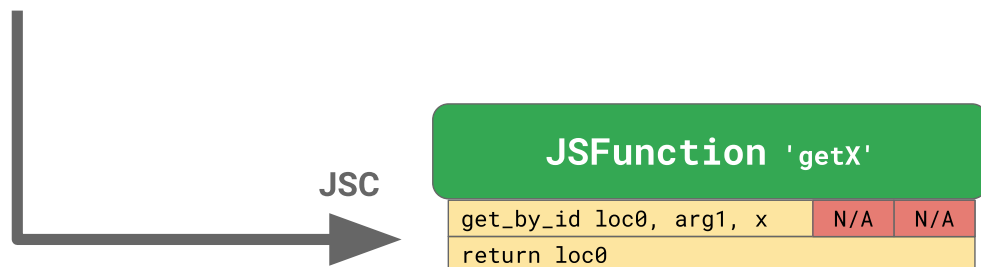 JSFunction 'getX'
JSC
get_by_id loc0, arg1, x N/A N/A
return loc0